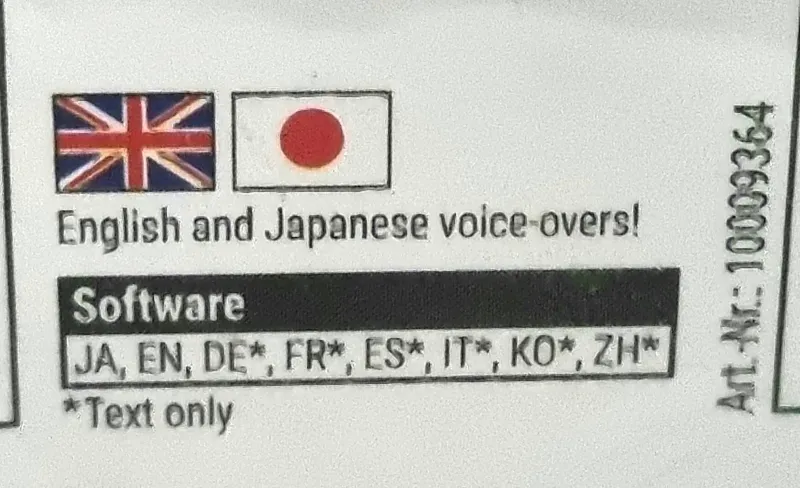 English and Japanese voice-overs!
Software
JA, EN, DE*, FR*, ES*, IT*, KO*, ZH*
*Text only
Art.-Nr.: 10009364